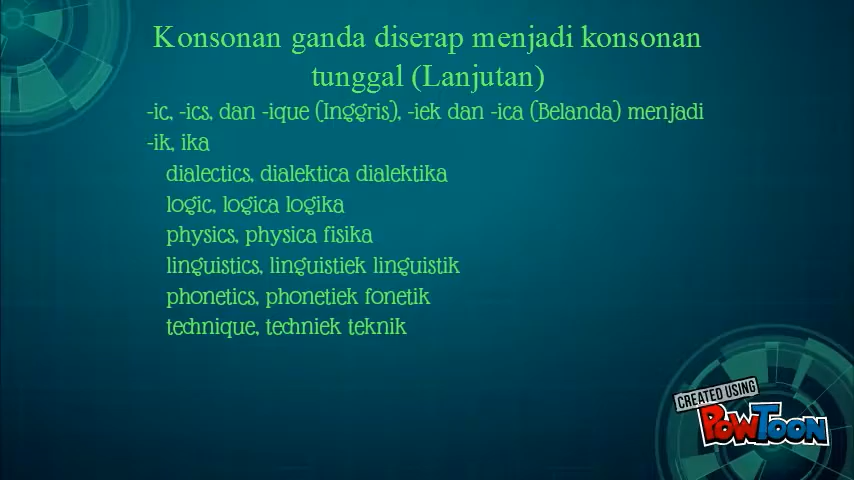 Konsonan ganda diserap menjadi konsonan
tunggal (Lanjutan)
-ic, -ics, dan -ique (Inggris), -iek dan -ica (Belanda) menjadi
-ik, ika
dialectics, dialektica dialektika
logic, logica logika
physics, physica fisika
linguistics, linguistiek linguistik
phonetics, phonetiek fonetik
technique, techniek teknik
CREATED USING
POWTOON